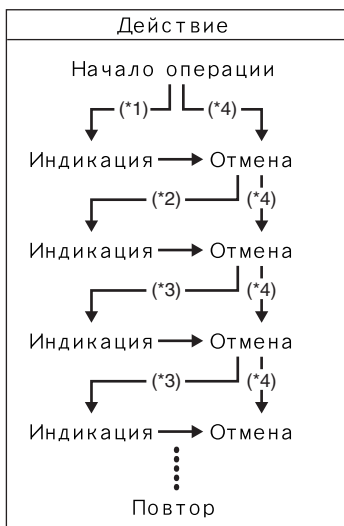 Действие
Начало операции
(*1) (*4)
Индикация Отмена
(*2) (*4)
Индикация Отмена
(*3) (*4)
Индикация Отмена
(*3) (*4)
Индикация Отмена
Повтор